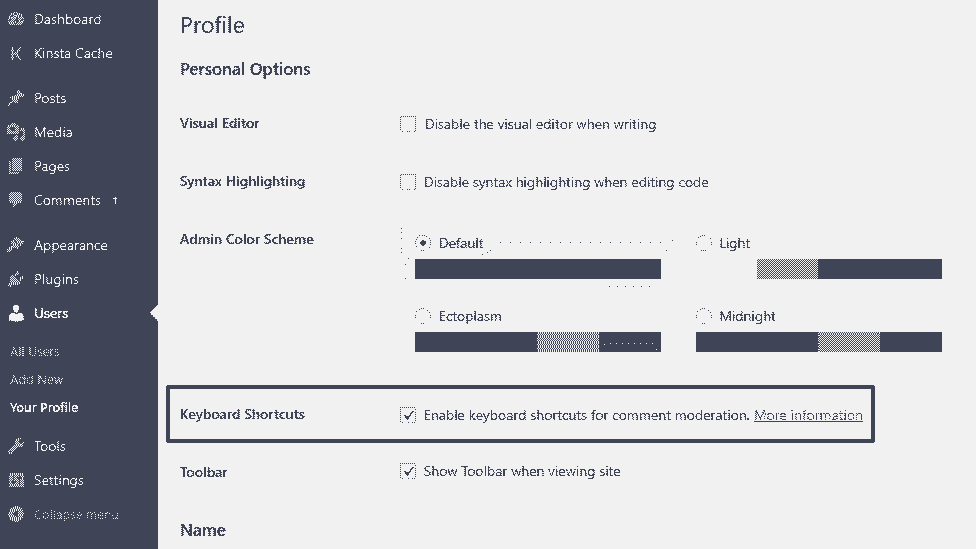 Dashboard
Kinsta Cache
Posts
Media
Pages
Comments 1
Appearance
Plugins
Users
All Users
Add New
Your Profile
Tools
Settings
Collapse menu
Profile
Personal Options
Visual Editor
Disable the visual editor when writing
Syntax Highlighting
Disable syntax highlighting when editing code
Admin Color Scheme
Default
Light
Ectoplasm
Midnight
Keyboard Shortcuts
Enable keyboard shortcuts for comment moderation. More information
Toolbar
Show Toolbar when viewing site
Name